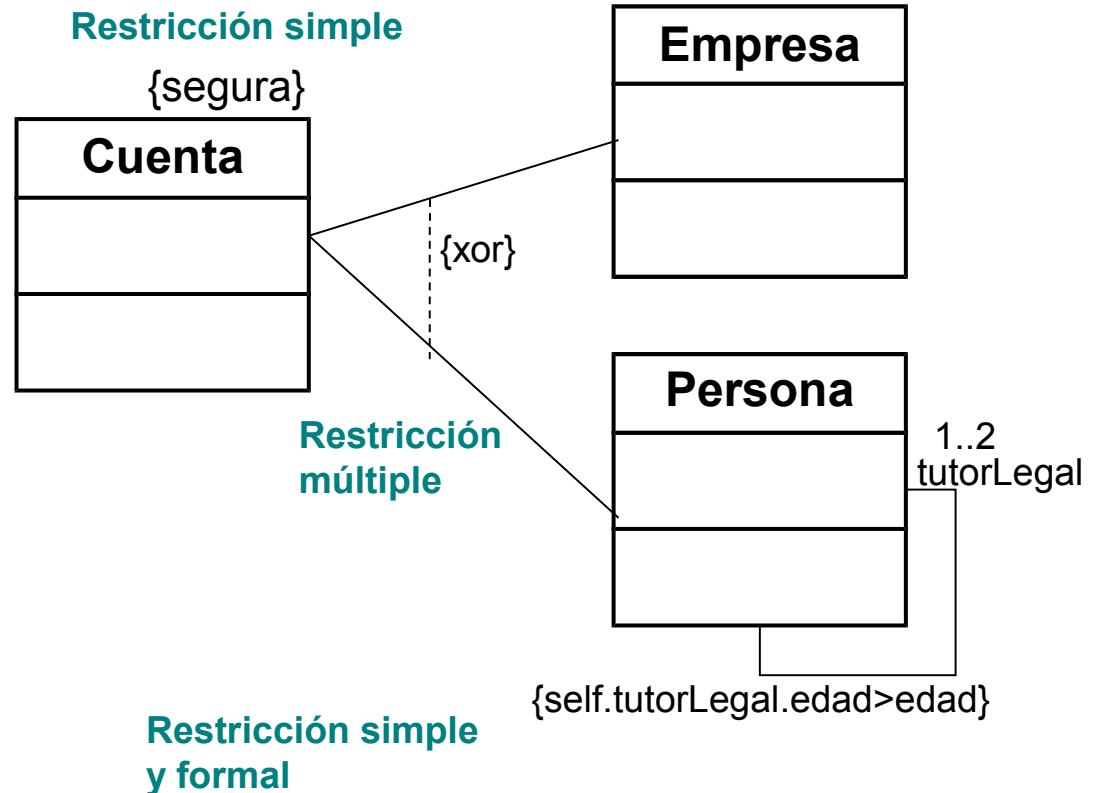 Restricción simple
{segura}
Cuenta
Empresa
{xor}
Restricción
múltiple
Persona
1..2
tutorLegal
{self.tutorLegal.edad>edad}
Restricción simple
y formal